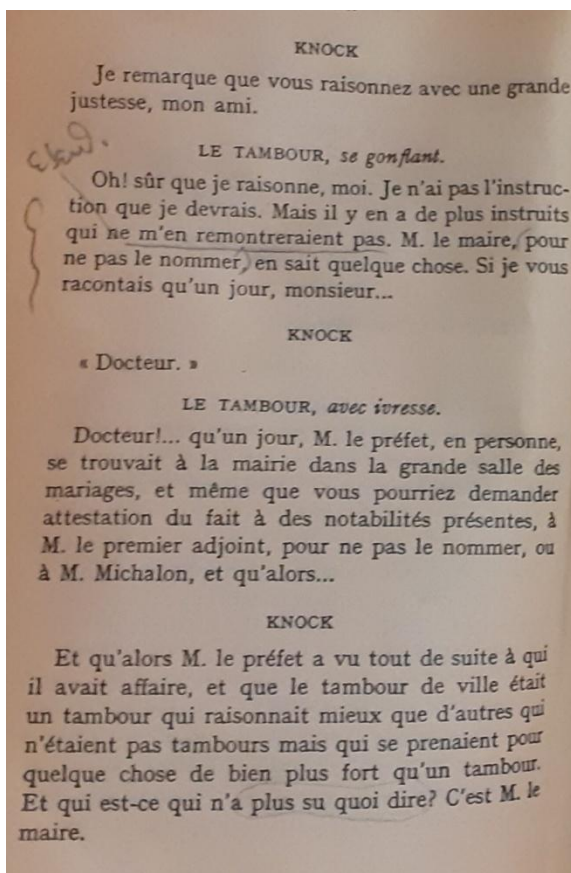 KNOCK
Je remarque que vous raisonnez avec une grande
justesse, mon ami.
LE TAMBOUR, se gonflant.
Oh! sûr que je raisonne, moi. Je n'ai pas l'instruc-
tion que je devrais. Mais il y en a de plus instruits
qui ne m'en remontreraient pas. M. le maire, pour
ne pas le nommer, en sait quelque chose. Si je vous
racontais qu'un jour, monsieur...
KNOCK
« Docteur. »
LE TAMBOUR, avec ivresse.
Docteur!... qu'un jour, M. le préfet, en personne,
se trouvait à la mairie dans la grande salle des
mariages, et même que vous pourriez demander
attestation du fait à des notabilités présentes, à
M. le premier adjoint, pour ne pas le nommer, ou
à M. Michalon, et qu'alors...
KNOCK
Et qu'alors M. le préfet a vu tout de suite à qui
il avait affaire, et que le tambour de ville était
un tambour qui raisonnait mieux que d'autres qui
n'étaient pas tambours mais qui se prenaient pour
quelque chose de bien plus fort qu'un tambour.
Et qui est-ce qui n'a plus su quoi dire? C'est M. le
maire.